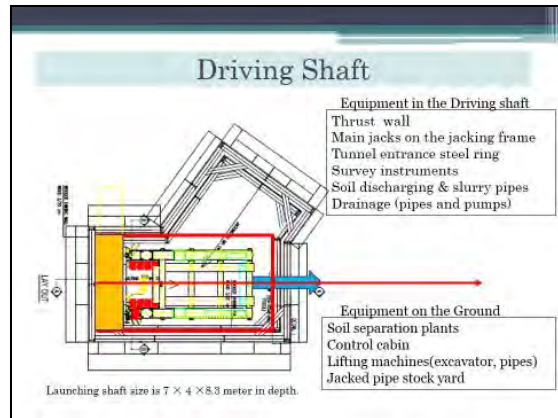 Driving Shaft
Equipment in the Driving shaft
Thrust wall
Main jacks on the jacking frame
Tunnel entrance steel ring
Survey instruments
Soil discharging & slurry pipes
Drainage (pipes and pumps)
LAY OUT
Equipment on the Ground
Soil separation plants
Control cabin
Lifting machines(excavator, pipes)
Jacked pipe stock yard
Launching shaft size is 7 × 4 ×8.3 meter in depth.